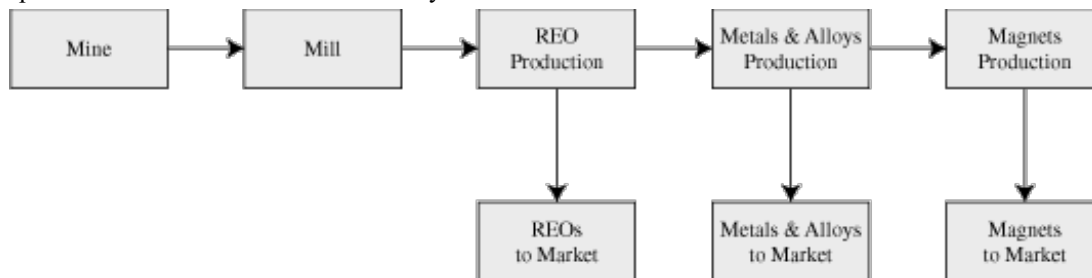 Mine
Mill
REO
Production
Metals & Alloys
Production
Magnets
Production
REOs
to Market
Metals & Alloys
to Market
Magnets
to Market